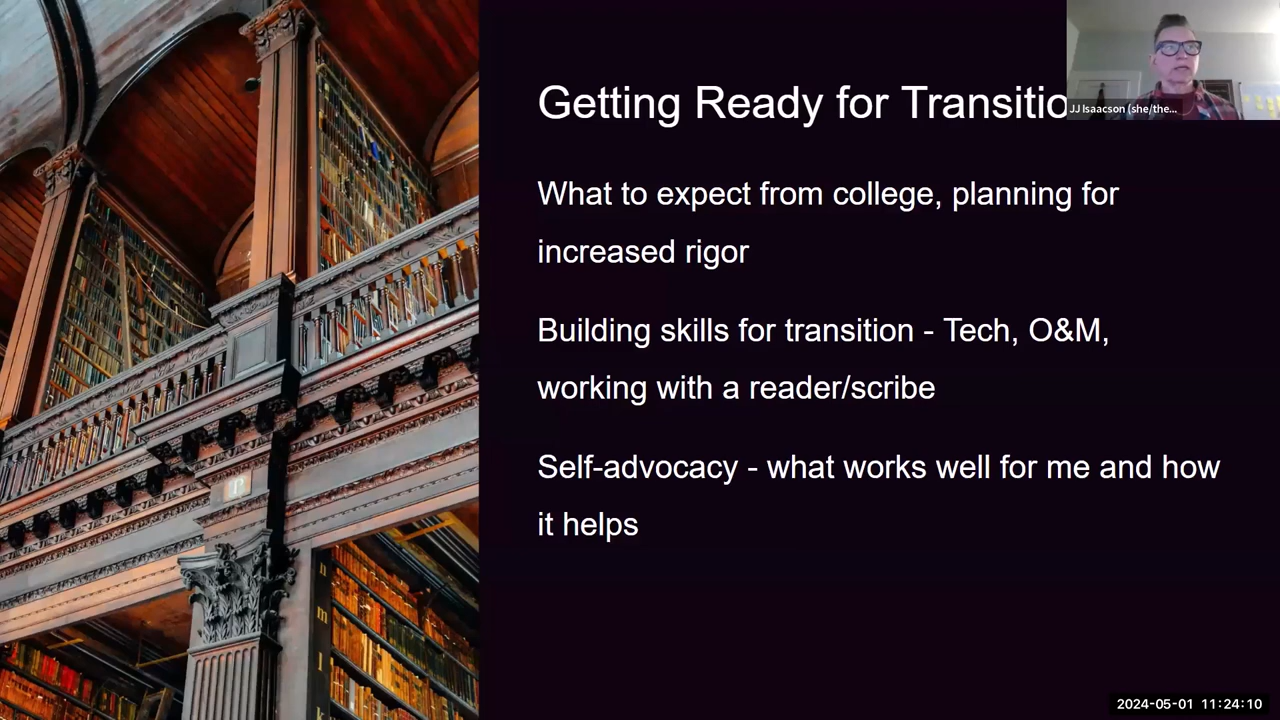 Getting Ready for Transitio
JJ Isaacson (she/the...
What to expect from college, planning for
increased rigor
Building skills for transition - Tech, O&M,
working with a reader/scribe
Self-advocacy - what works well for me and how
it helps
n
m
l
k
2024-05-01 11:24:10